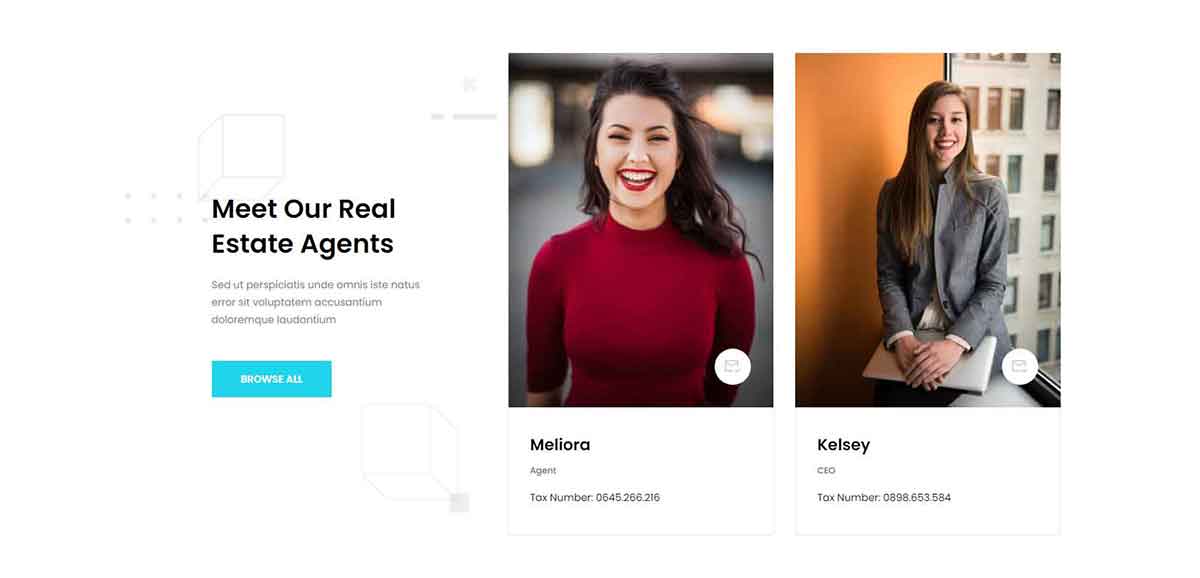 Meet Our Real
Estate Agents
Sed ut perspiciatis unde omnis iste natus
error sit voluptatem accusantium
doloremque laudantium
BROWSE ALL
Meliora
Agent
Tax Number: 0645.266.216
Kelsey
CEO
Tax Number: 0898.653.584